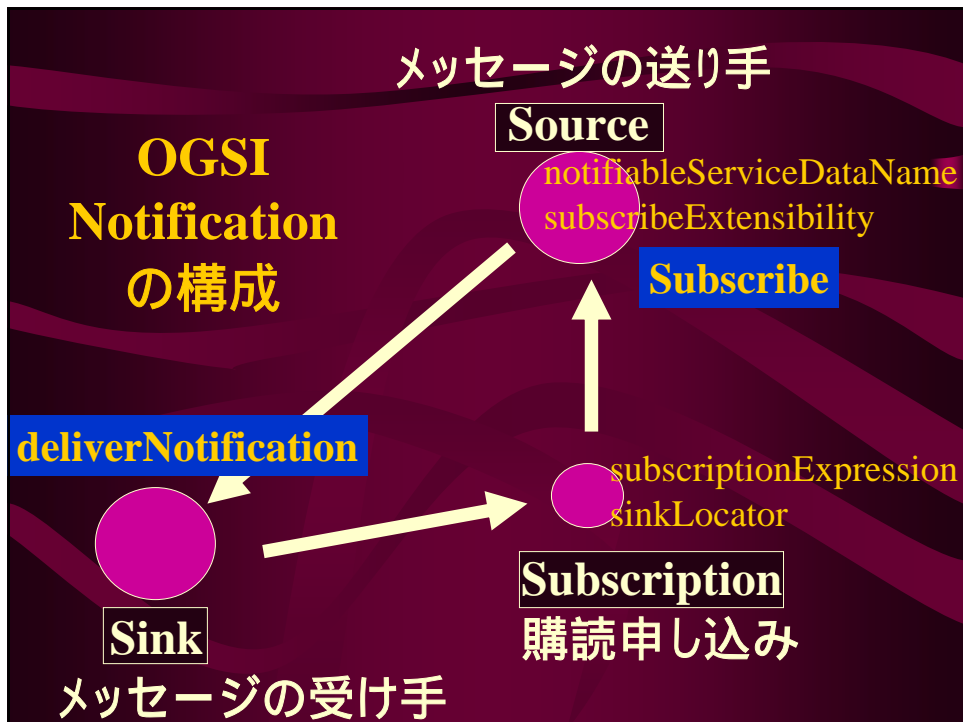 OGSI
Notification
の構成
メッセージの送り手
Source
notifiableServiceDataName
subscribeExtensibility
Subscribe
deliverNotification
subscriptionExpression
sinkLocator
Subscription
購読申し込み
Sink
メッセージの受け手